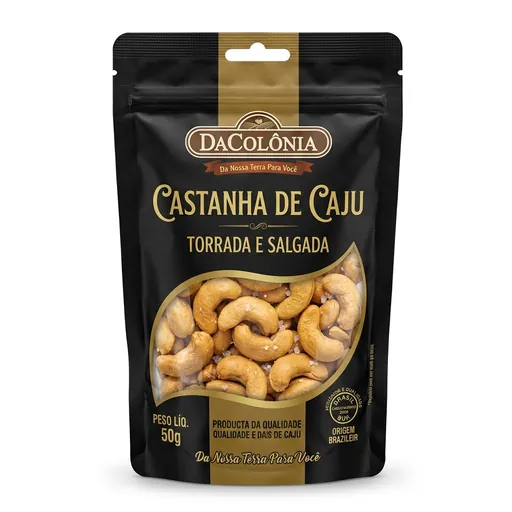 DACOLÔNIA
Da Nossa Terra Para Você
CASTANHA DE CAJU
TORRADA E SALGADA
PESO LÍQ.
50g
PRODUCTA DA QUALIDADE
QUALIDADE E DAIS DE CAJU
BRASIL
ORIGEM
BRAZILEIR
Da Nossa Terra Para Você